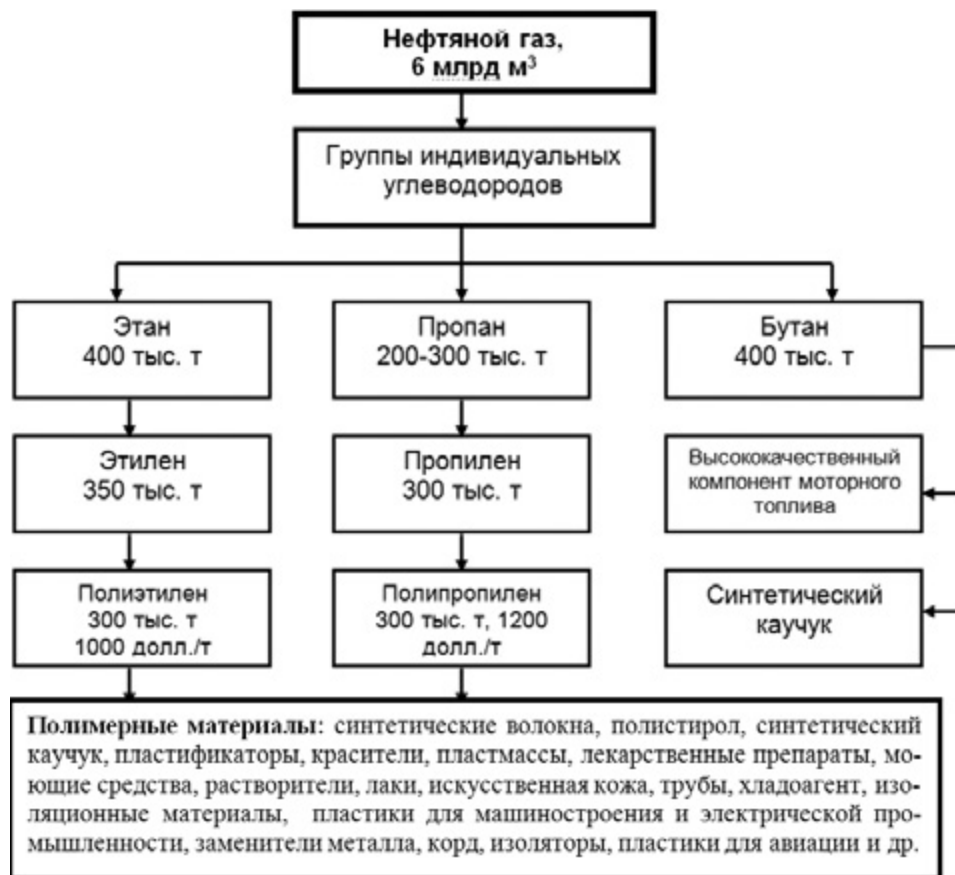 Нефтяной газ,
6 млрд м³
Группы индивидуальных
углеводородов
Этан
400 тыс. т
Пропан
200-300 тыс. т
Бутан
400 тыс. т
Этилен
350 тыс. т
Пропилен
300 тыс. т
Высококачественный
компонент моторного
топлива
Полиэтилен
300 тыс. т
1000 долл./т
Полипропилен
300 тыс. т, 1200
долл./т
Синтетический
каучук
Полимерные материалы: синтетические волокна, полистирол, синтетический
каучук, пластификаторы, красители, пластмассы, лекарственные препараты, мо-
ющие средства, растворители, лаки, искусственная кожа, трубы, хладоагент, изо-
ляционные материалы, пластики для машиностроения и электрической про-
мышленности, заменители металла, корд, изоляторы, пластики для авиации и др.